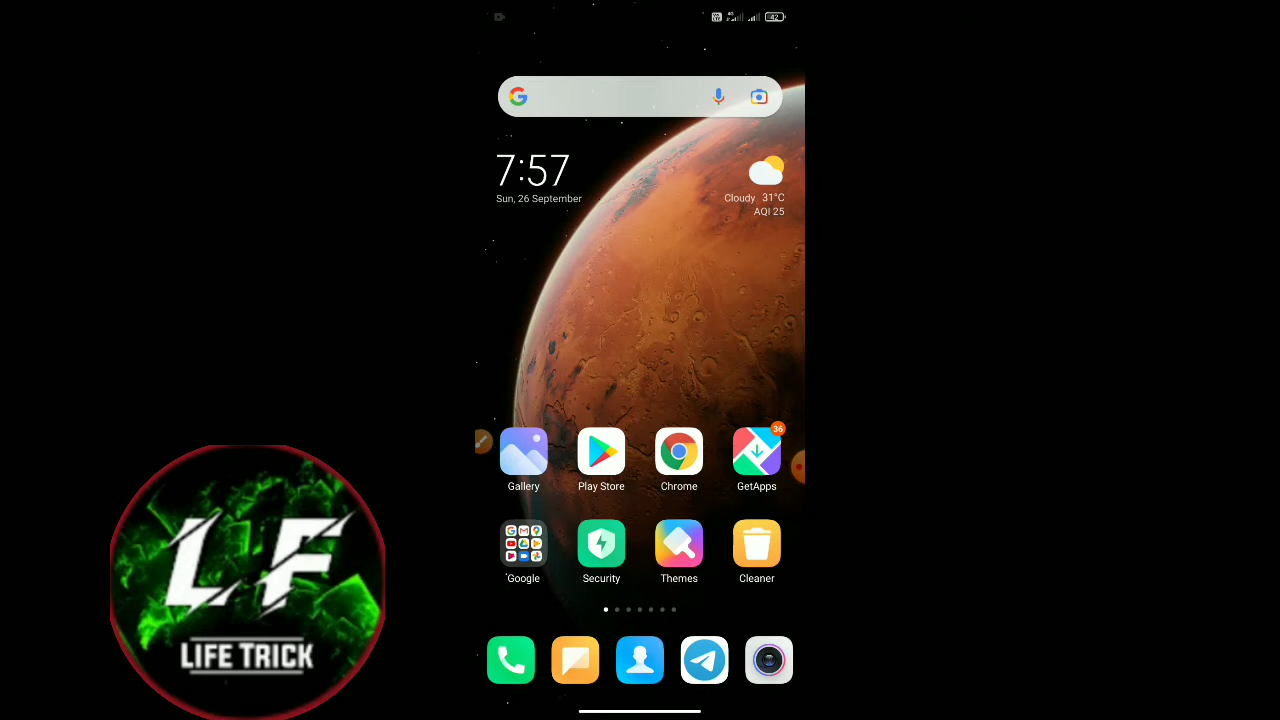 42
7:57
Sun, 26 September
Cloudy 31°C
AQI 25
36
Gallery
Play Store
Chrome
GetApps
Google
Security
Themes
Cleaner
LF
LIFE TRICK